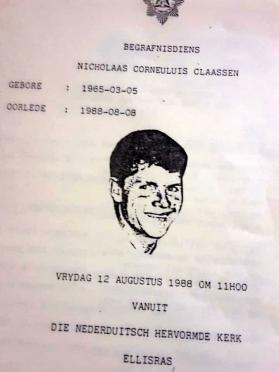 BEGRAFNISDIENS
NICHOLAAS CORNEULUIS CLAASSEN
GEBORE : 1965-03-05
OORLEDE : 1988-08-08
VRYDAG 12 AUGUSTUS 1988 OM 11H00
VANUIT
DIE NEDERDUITSCH HERVORMDE KERK
ELLISRAS